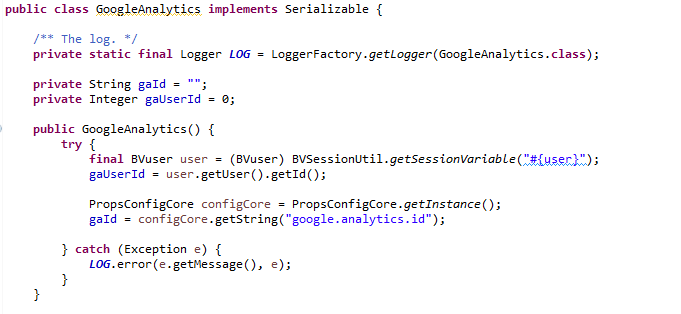 public class GoogleAnalytics implements Serializable {
/** The log. */
private static final Logger LOG = LoggerFactory.getLogger(GoogleAnalytics.class);
private String gaId = "";
private Integer gaUserId = 0;
public GoogleAnalytics() {
try {
final BVuser user = (BVuser) BVSessionUtil.getSessionVariable("#{user}");
gaUserId = user.getUser().getId();
PropsConfigCore configCore = PropsConfigCore.getInstance();
gaId = configCore.getString("google.analytics.id");
} catch (Exception e) {
LOG.error(e.getMessage(), e);
}
}